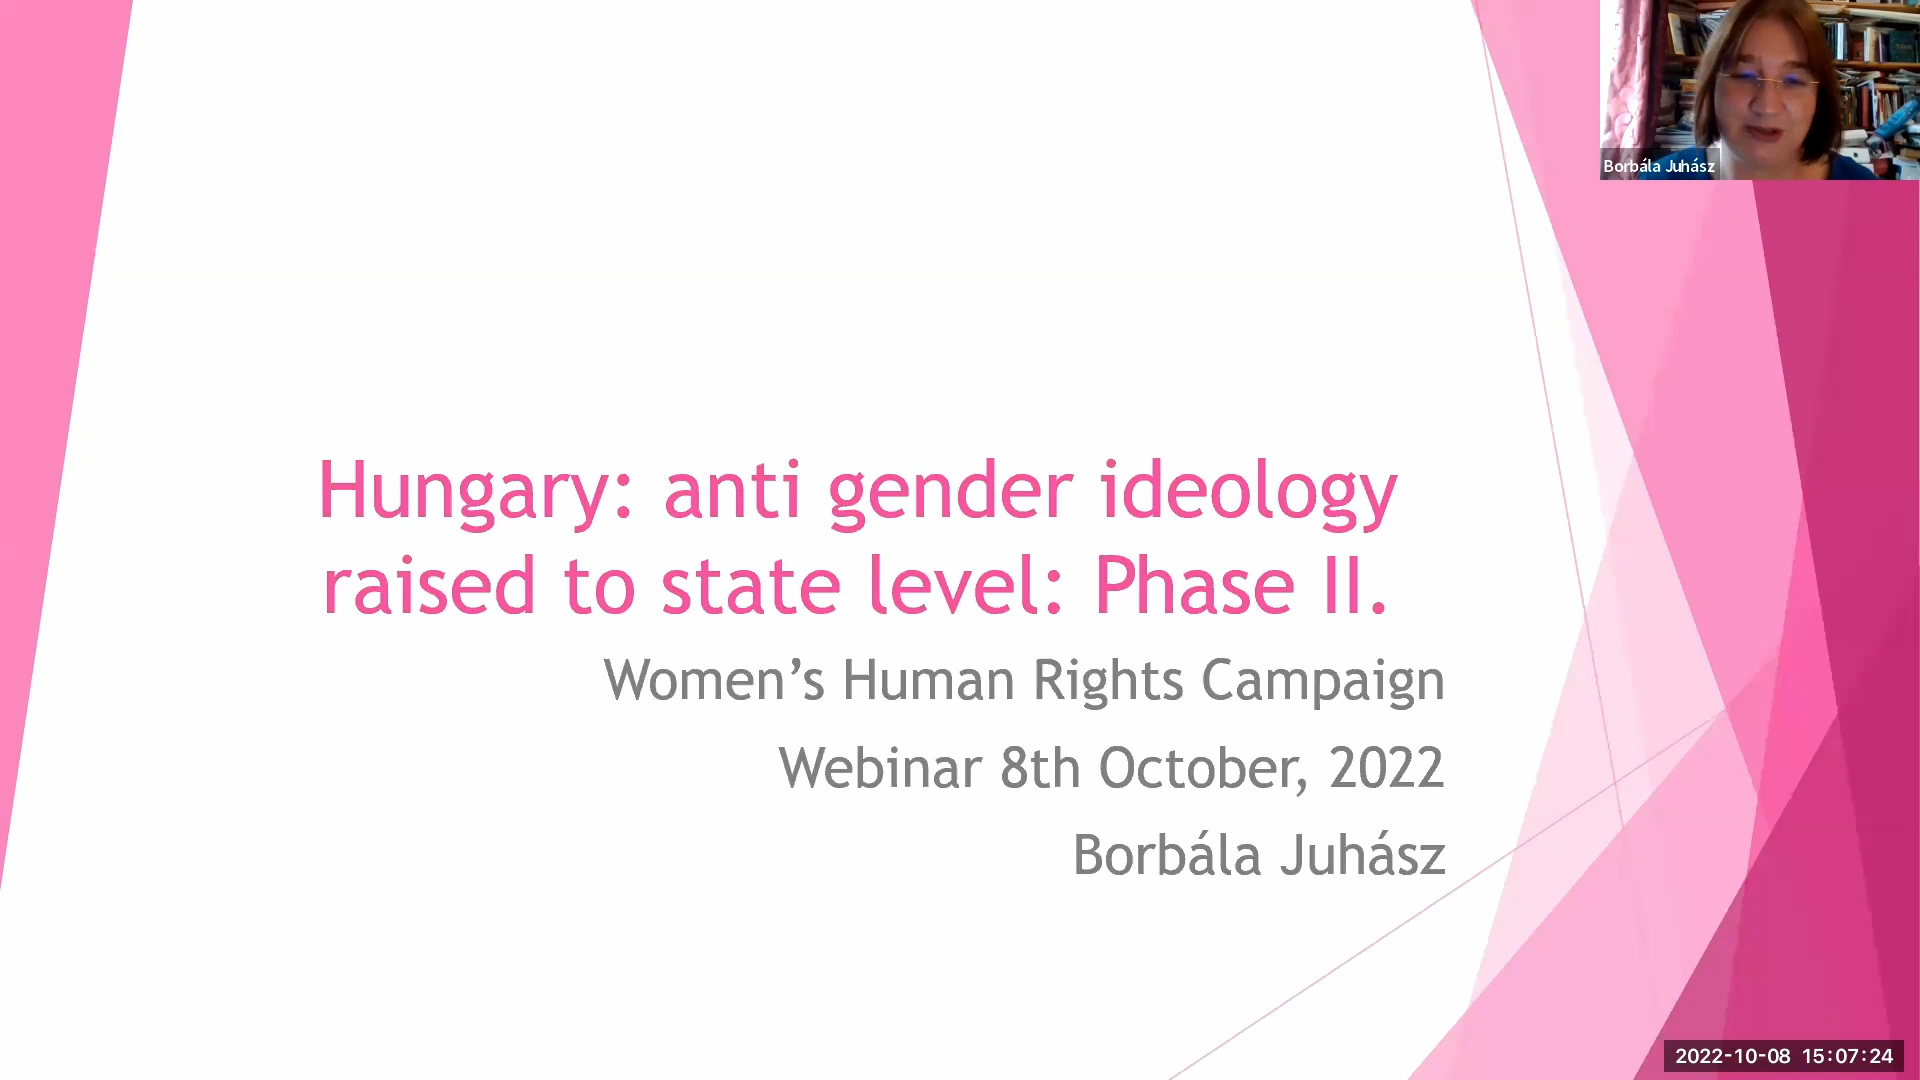 Borbála Juhász
Hungary: anti gender ideology
raised to state level: Phase II.
Women’s Human Rights Campaign
Webinar 8th October, 2022
Borbála Juhász
2022-10-08 15:07:24